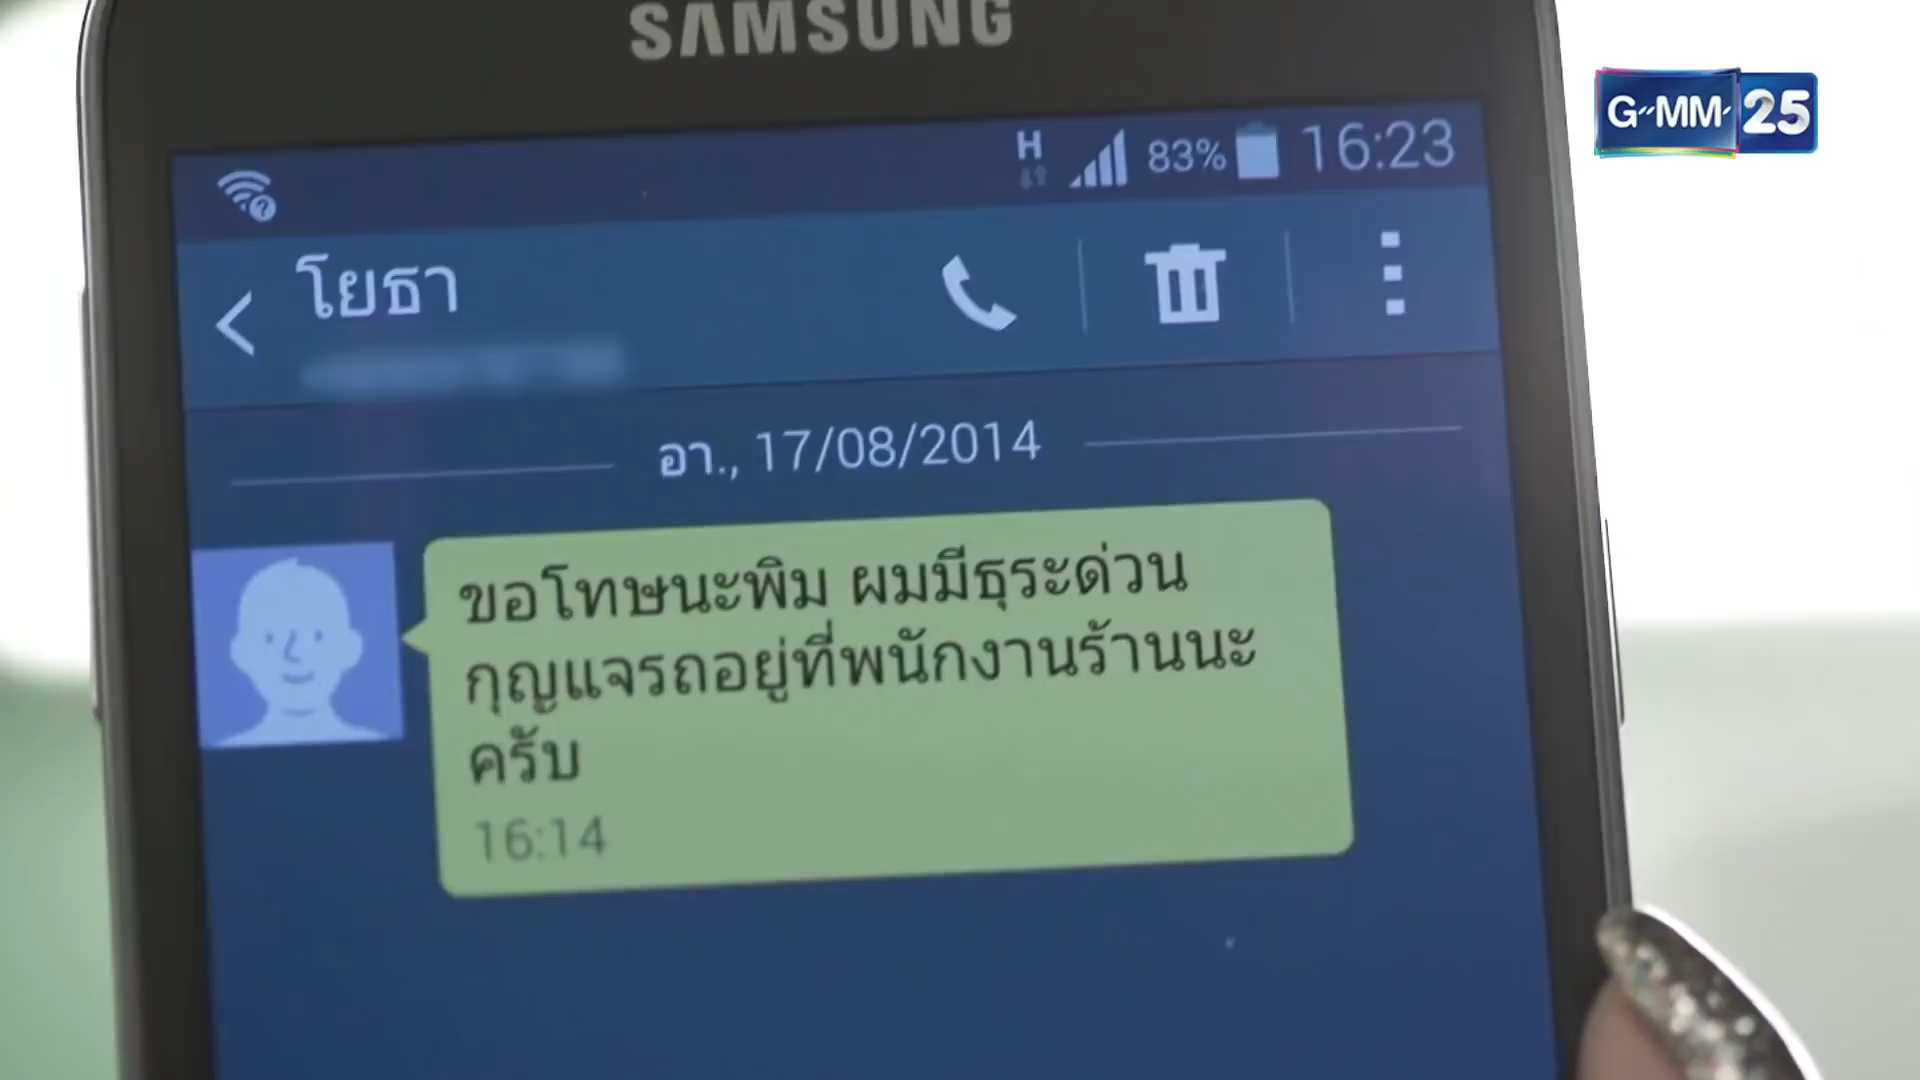 SAMSUNG
GMM 25
H 83% 16:23
โยธา
อา., 17/08/2014
ขอโทษนะพิม ผมมีธุระด่วน
กุญแจรถอยู่ที่พนักงานร้านนะ
ครับ
16:14